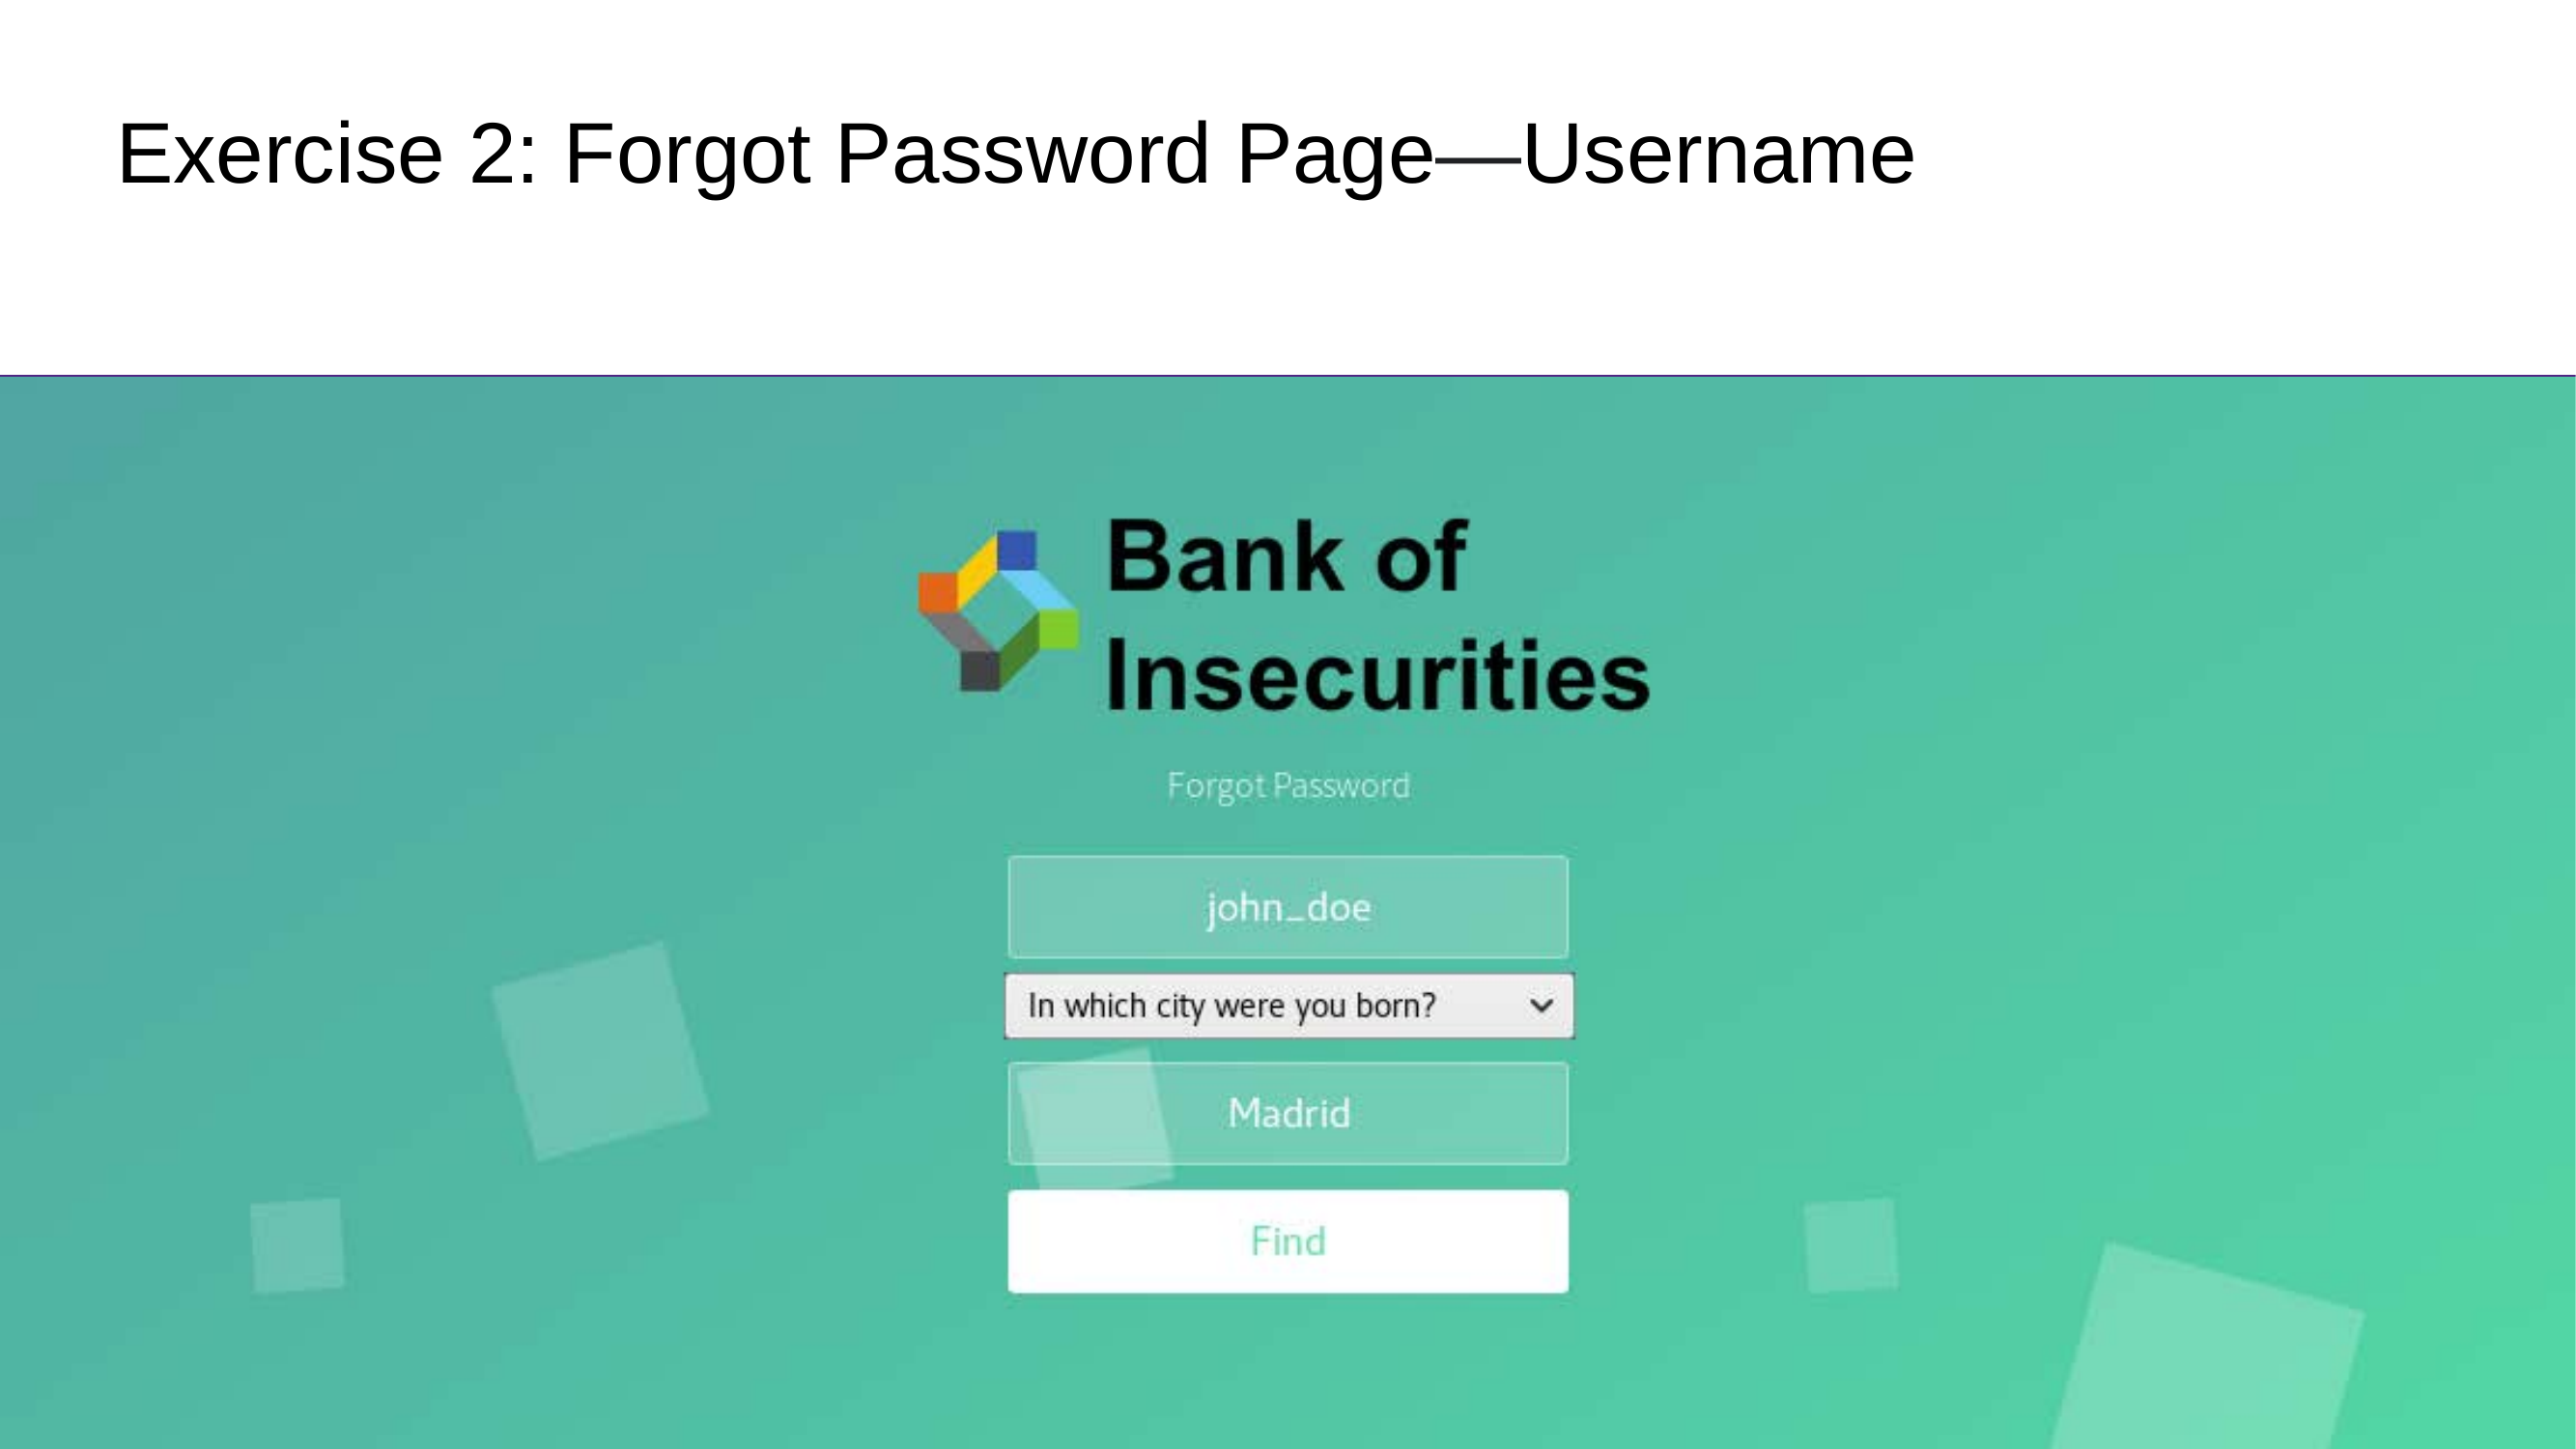 Exercise 2: Forgot Password Page—Username
Bank of
Insecurities
Forgot Password
john_doe
In which city were you born?
Madrid
Find